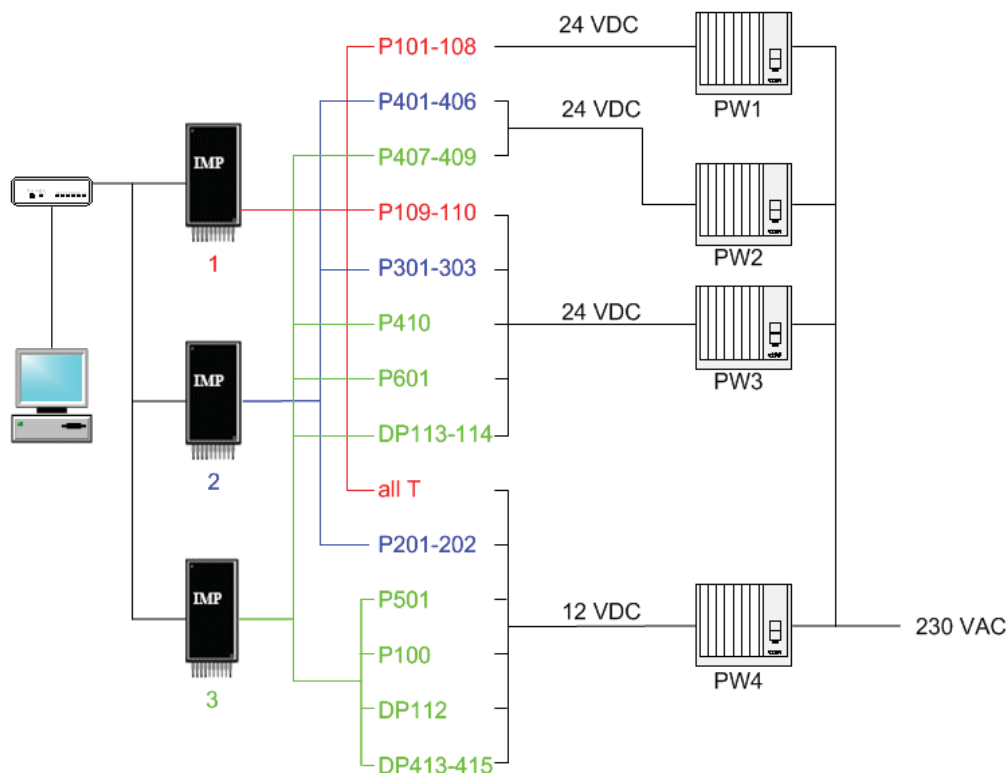 P101-108
24 VDC
PW1
P401-406
24 VDC
IMP
P407-409
P109-110
PW2
1
P301-303
P410
24 VDC
IMP
P601
PW3
DP113-114
2
all T
P201-202
IMP
P501
12 VDC
230 VAC
P100
PW4
3
DP112
DP413-415